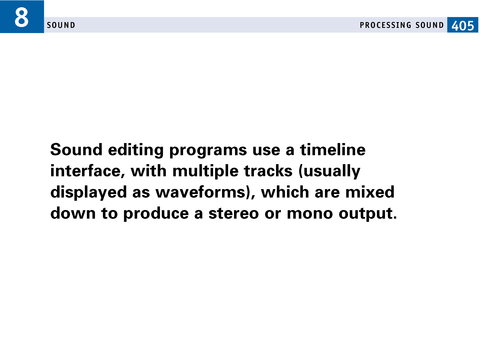 8
SOUND
PROCESSING SOUND 405
Sound editing programs use a timeline
interface, with multiple tracks (usually
displayed as waveforms), which are mixed
down to produce a stereo or mono output.